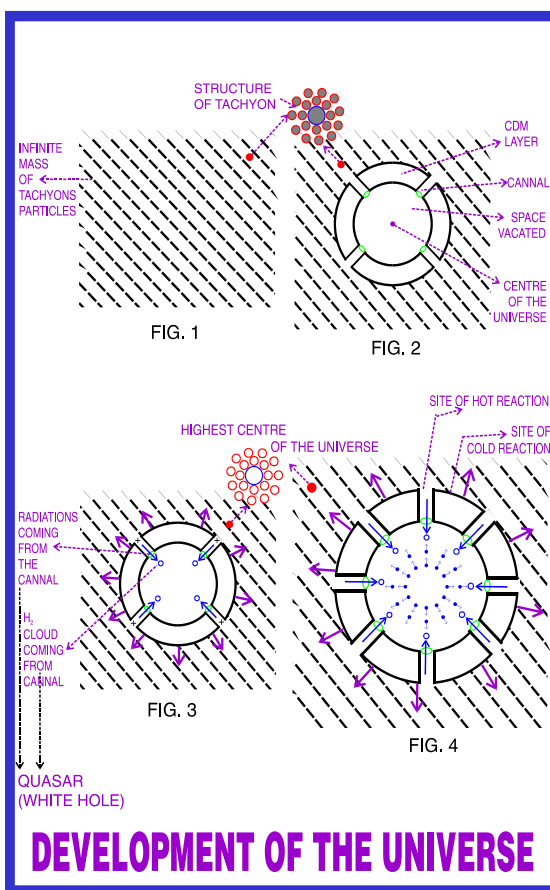 STRUCTURE
OF TACHYON
INFINITE
MASS
OF
TACHYONS
PARTICLES
CDM
LAYER
CANNAL
SPACE
VACATED
CENTRE
OF THE
UNIVERSE
FIG. 1
FIG. 2
SITE OF HOT REACTION
SITE OF
COLD REACTION
HIGHEST CENTRE
OF THE UNIVERSE
RADIATIONS
COMING
FROM
THE
CANNAL
H2
CLOUD
COMING
FROM
CANNAL
FIG. 3
FIG. 4
QUASAR
(WHITE HOLE)
DEVELOPMENT OF THE UNIVERSE